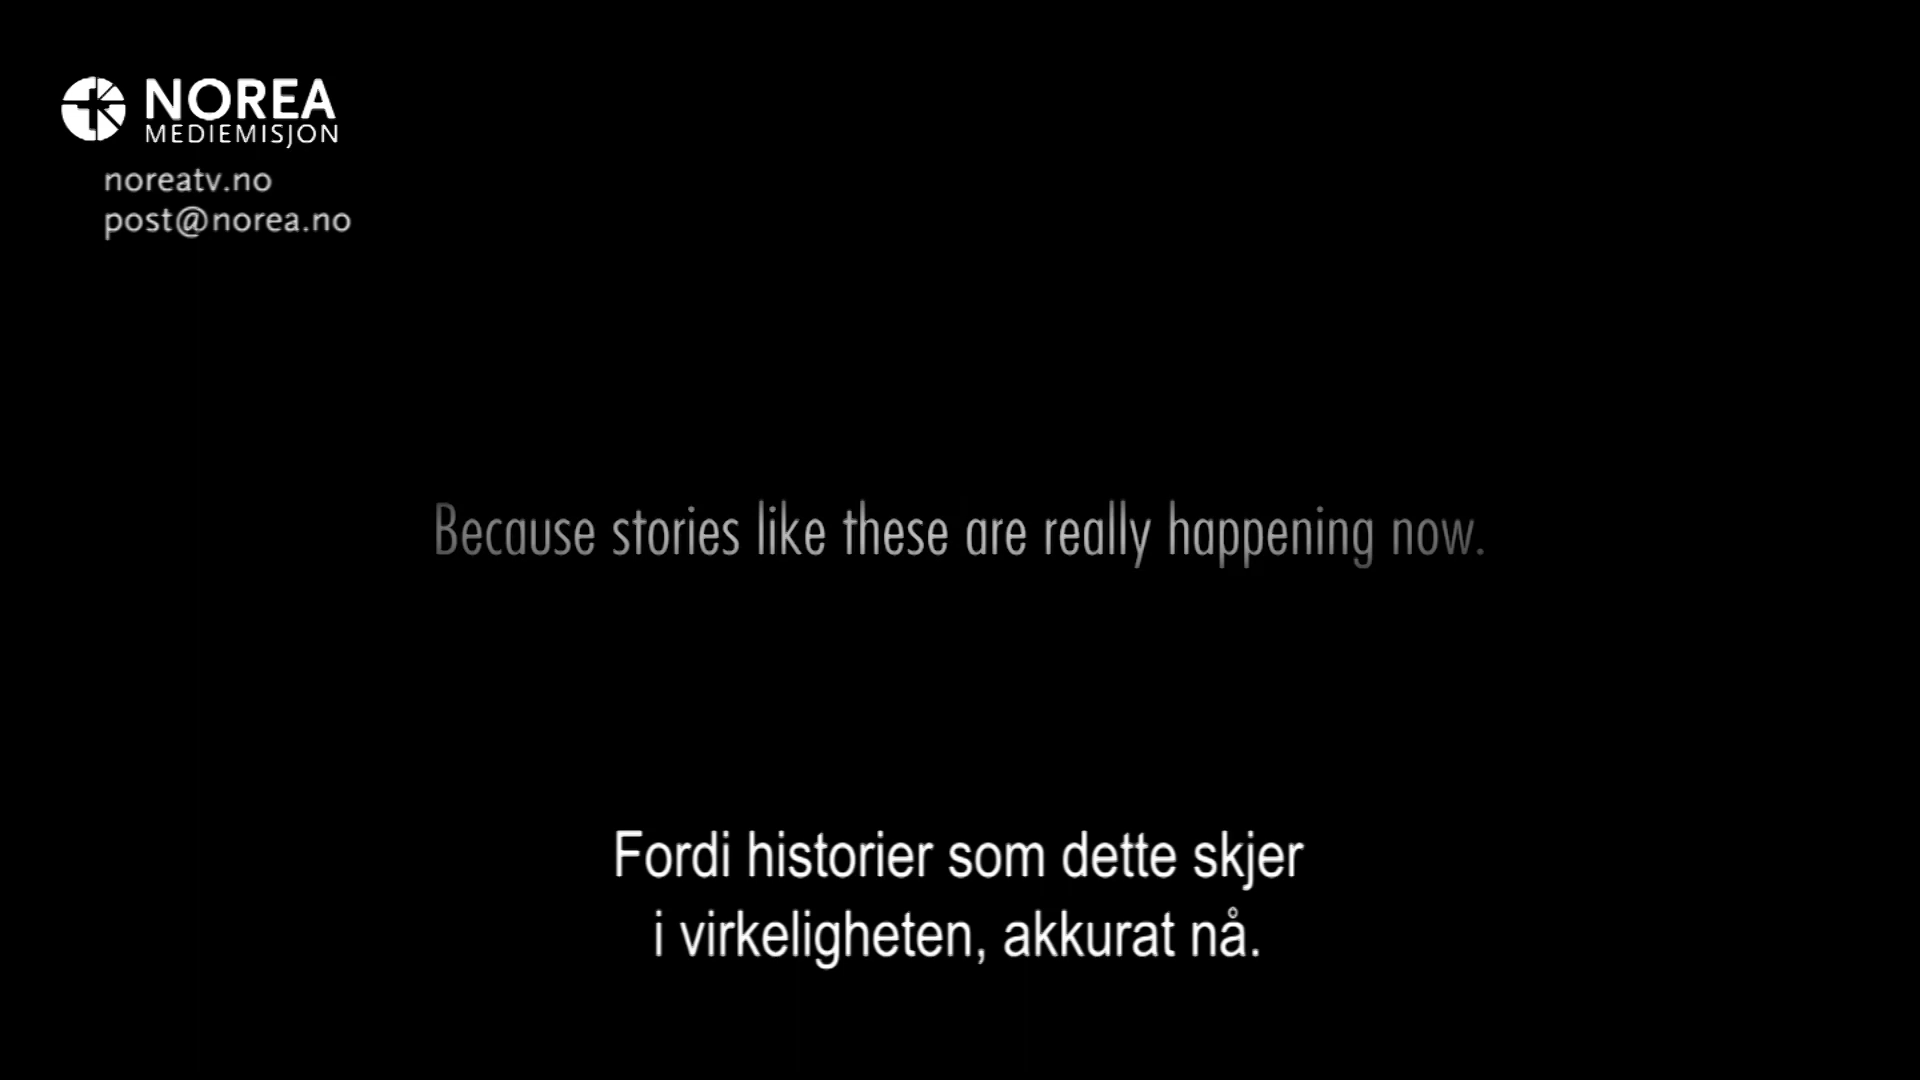 NOREA
MEDIEMISJON
noreatv.no
post@norea.no
Because stories like these are really happening now.
Fordi historier som dette skjer
i virkeligheten, akkurat nå.